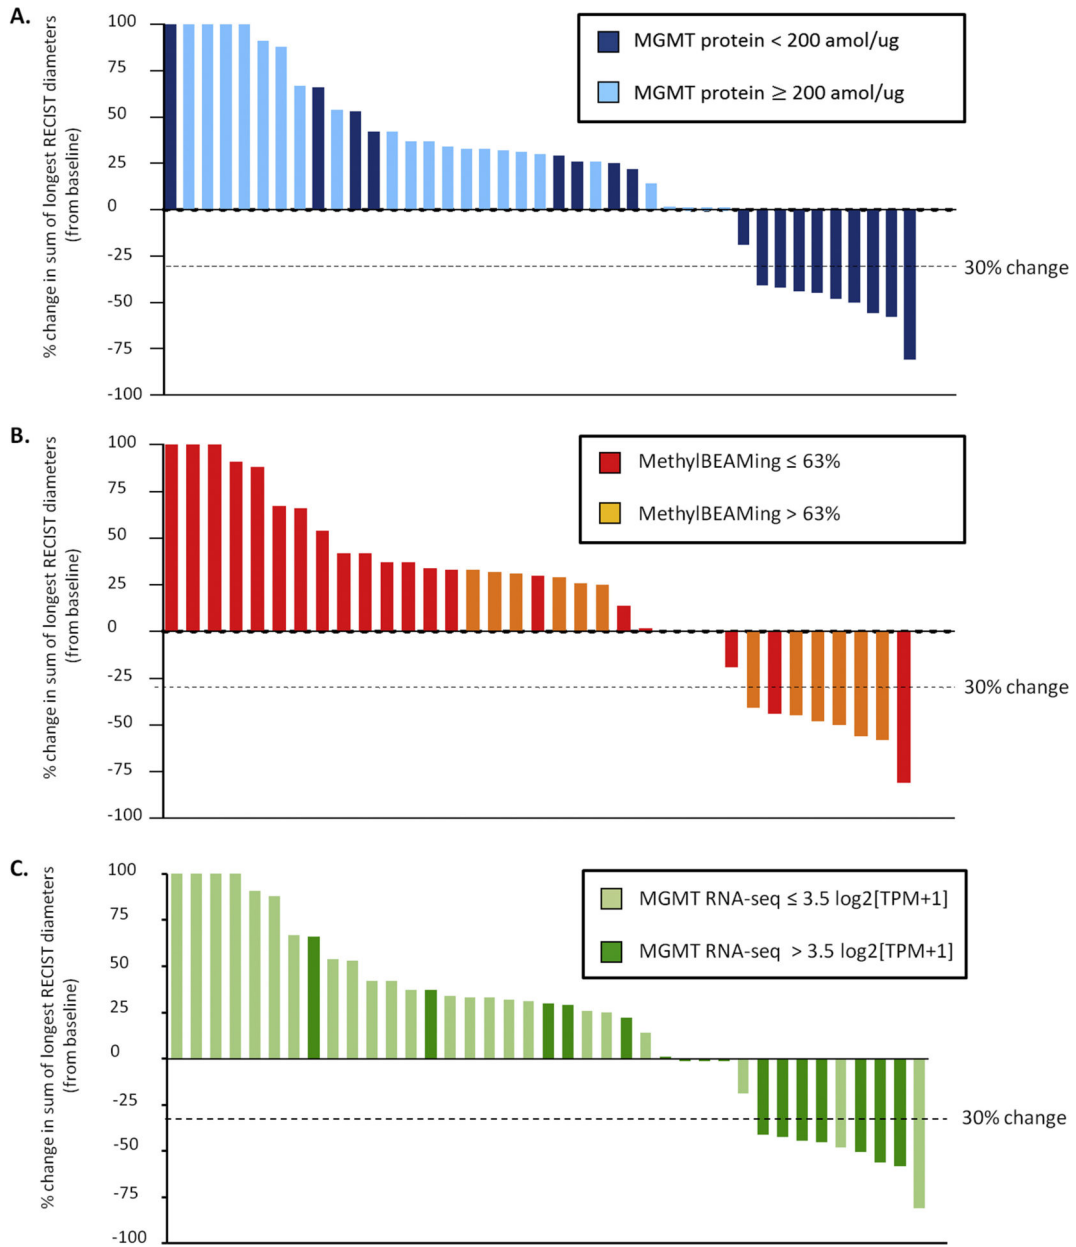 A.
% change in sum of longest RECIST diameters
(from baseline)
100
75
50
25
0
-25
-50
-75
-100
MGMT protein < 200 amol/ug
MGMT protein ≥ 200 amol/ug
30% change
B.
% change in sum of longest RECIST diameters
(from baseline)
100
75
50
25
0
-25
-50
-75
-100
MethylBEAMing ≤ 63%
MethylBEAMing > 63%
30% change
C.
% change in sum of longest RECIST diameters
(from baseline)
100
75
50
25
0
-25
-50
-75
-100
MGMT RNA-seq ≤ 3.5 log2[TPM+1]
MGMT RNA-seq > 3.5 log2[TPM+1]
30% change